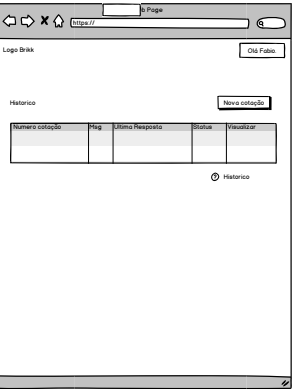 b Page
https://
Logo Brikk
Olá Fabio.
Historico
Nova cotação
Numero cotação Msg Ultima Resposta Status Visualizar
? Historico